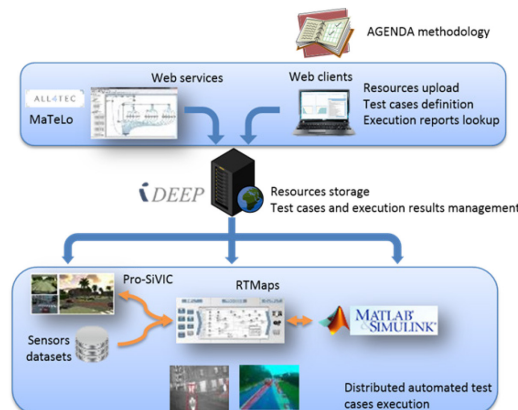 AGENDA methodology
Web services
Web clients
ALL4TEC
MaTeLo
Resources upload
Test cases definition
Execution reports lookup
iDEEP
Resources storage
Test cases and execution results management
Pro-SiVIC
RTMaps
MATLAB
&SIMULINK
Sensors
datasets
Distributed automated test
cases execution